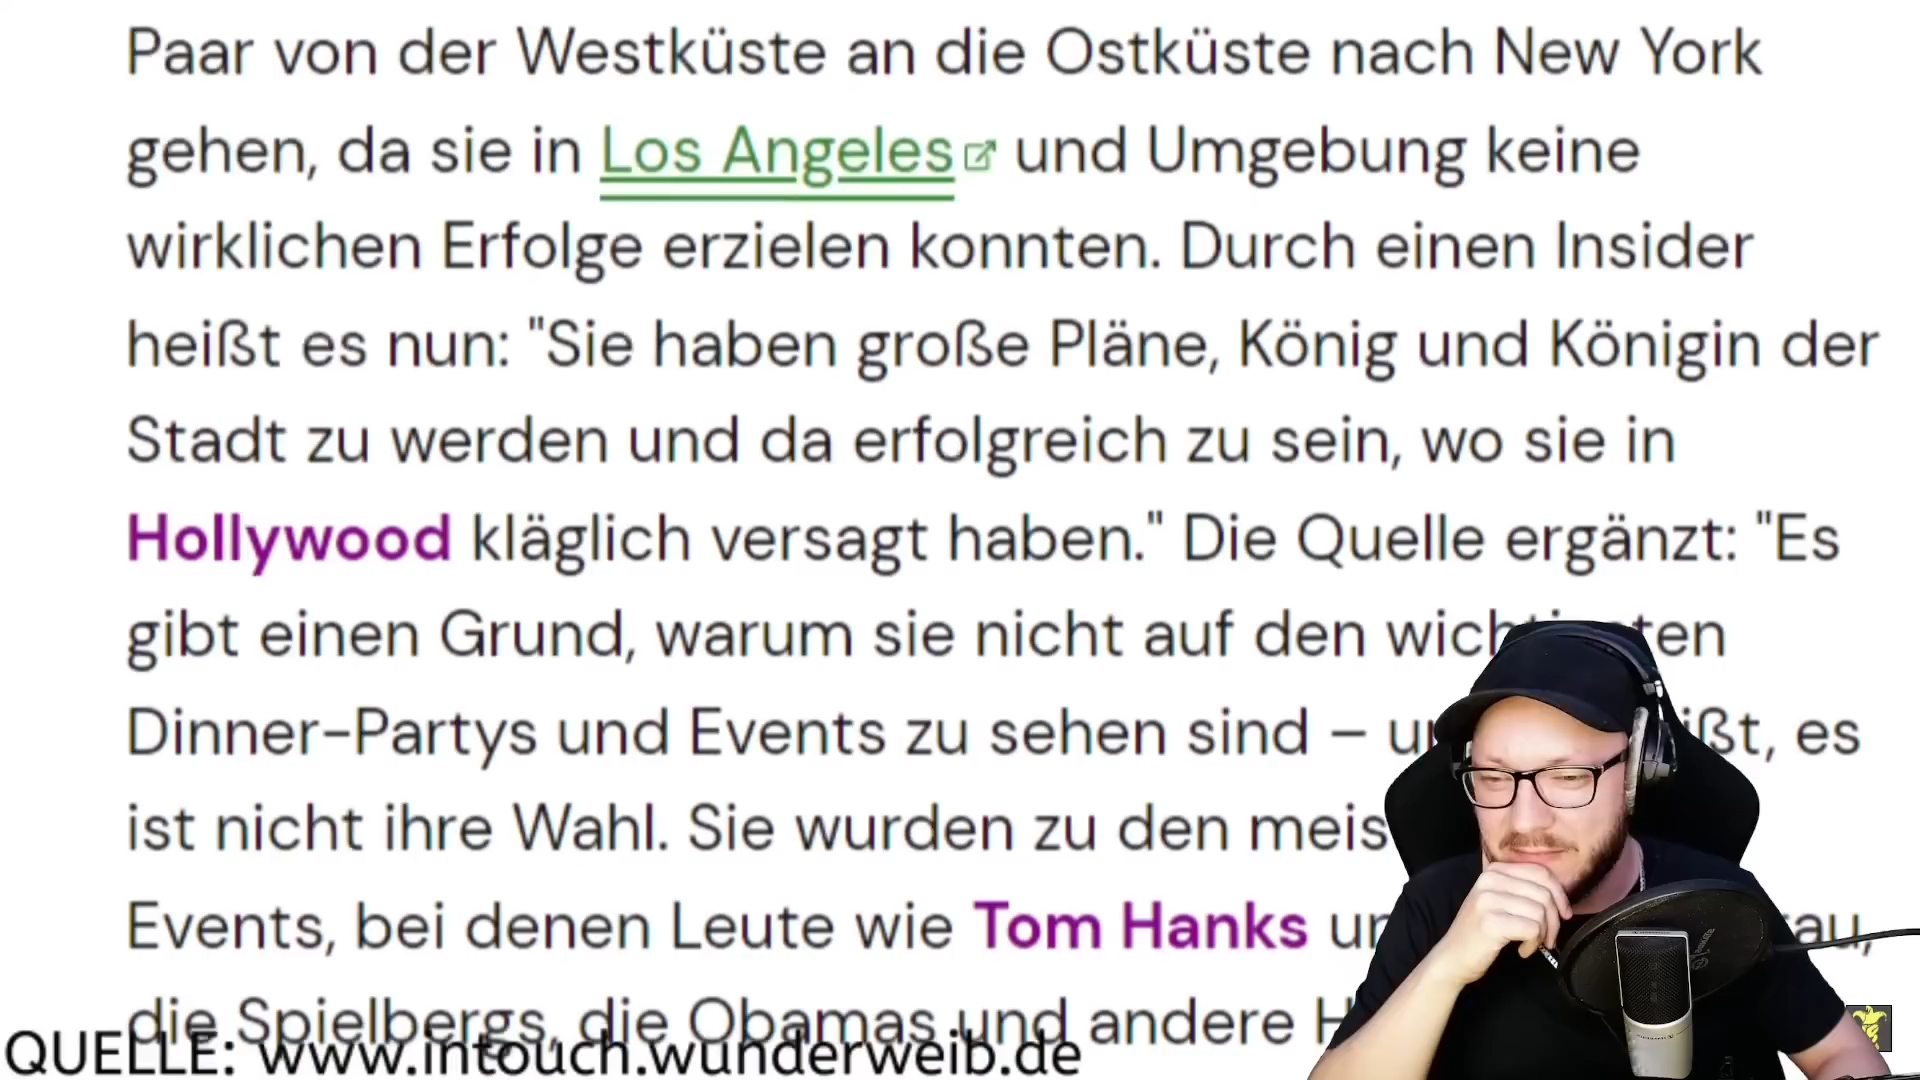 Paar von der Westküste an die Ostküste nach New York
gehen, da sie in Los Angeles und Umgebung keine
wirklichen Erfolge erzielen konnten. Durch einen Insider
heißt es nun: "Sie haben große Pläne, König und Königin der
Stadt zu werden und da erfolgreich zu sein, wo sie in
Hollywood kläglich versagt haben." Die Quelle ergänzt: "Es
gibt einen Grund, warum sie nicht auf den
Dinner-Partys und Events zu sehen sind – es
ist nicht ihre Wahl. Sie wurden zu den
Events, bei denen Leute wie Tom Hanks
die Spielbergs, die Obamas und andere
QUELLE: www.intouch.wunderweib.de